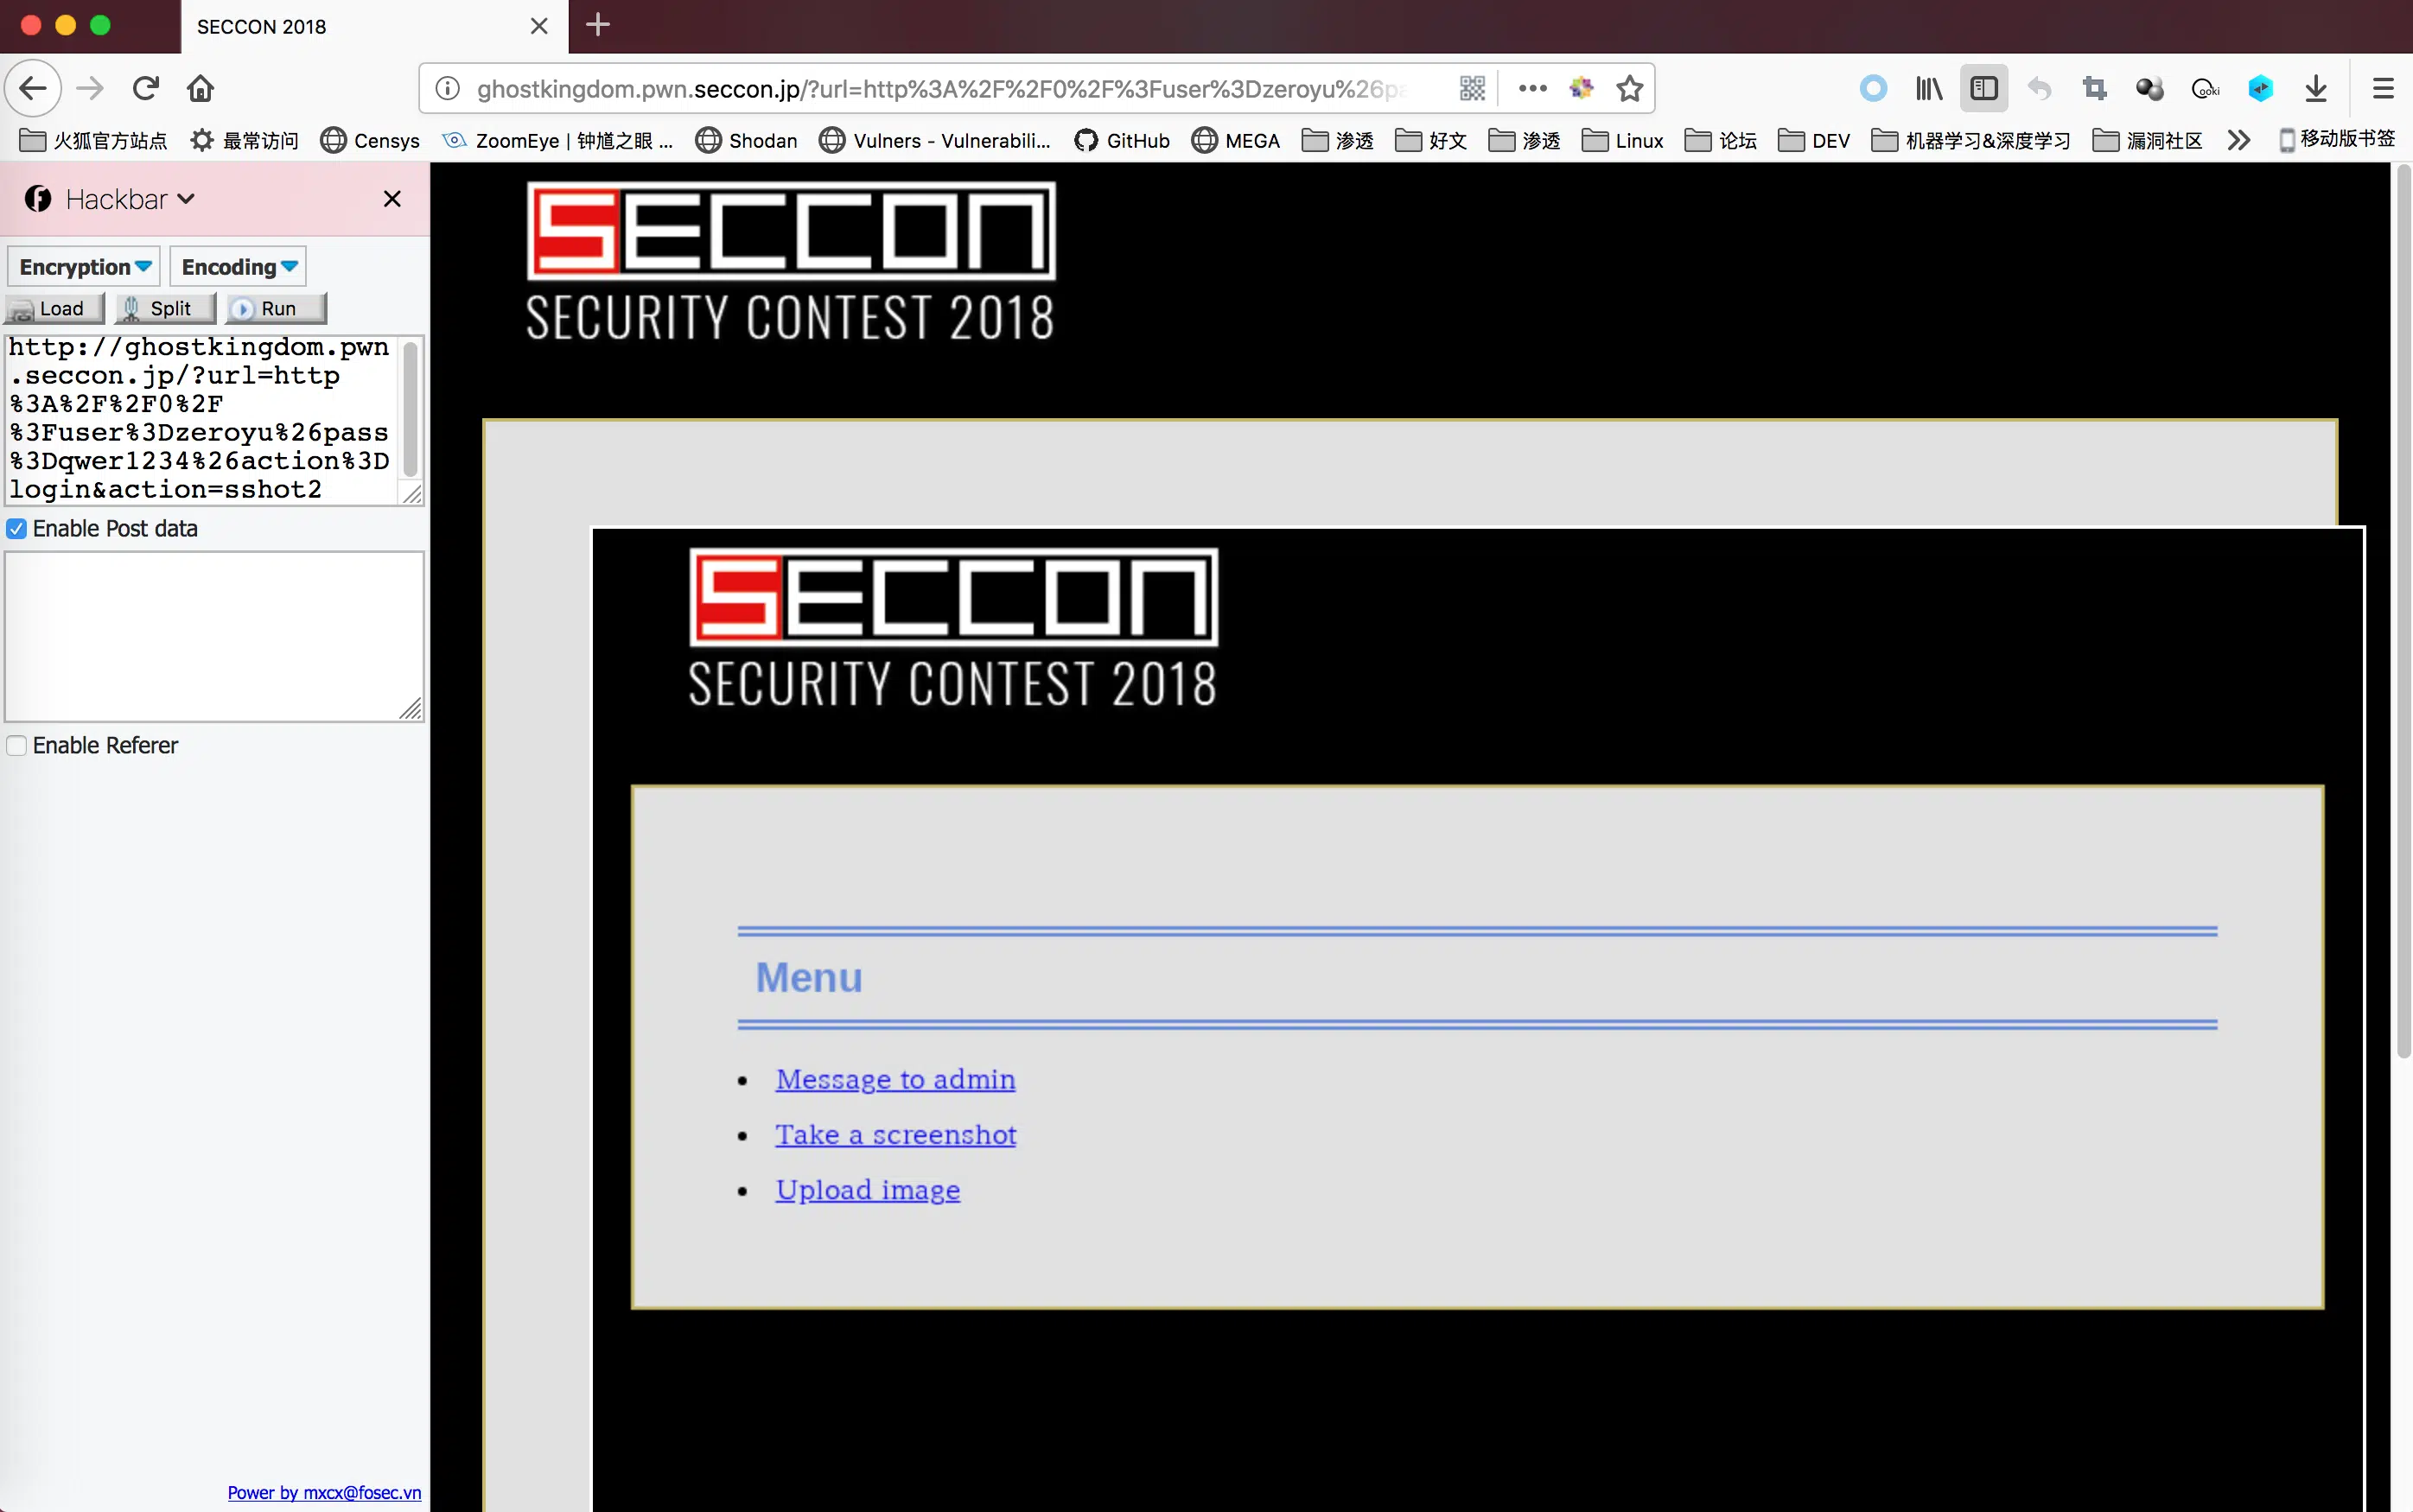 SECCON 2018
ghostkingdom.pwn.seccon.jp/?url=http%3A%2F%2F0%2F%3Fuser%3Dzeroyu%26pa
火狐官方站点 最常访问 Censys ZoomEye | 钟馗之眼 ... Shodan Vulners - Vulnerabili... GitHub MEGA 渗透 好文 渗透 Linux 论坛 DEV 机器学习&深度学习 漏洞社区 移动版书签
Hackbar
Encryption Encoding
Load Split Run
http://ghostkingdom.pwn
.seccon.jp/?url=http
%3A%2F%2F0%2F
%3Fuser%3Dzeroyu%26pass
%3Dqwer1234%26action%3D
login&action=sshot2
Enable Post data
Enable Referer
Power by mxcx@fosec.vn
SECCON
SECURITY CONTEST 2018
SECCON
SECURITY CONTEST 2018
Menu
Message to admin
Take a screenshot
Upload image